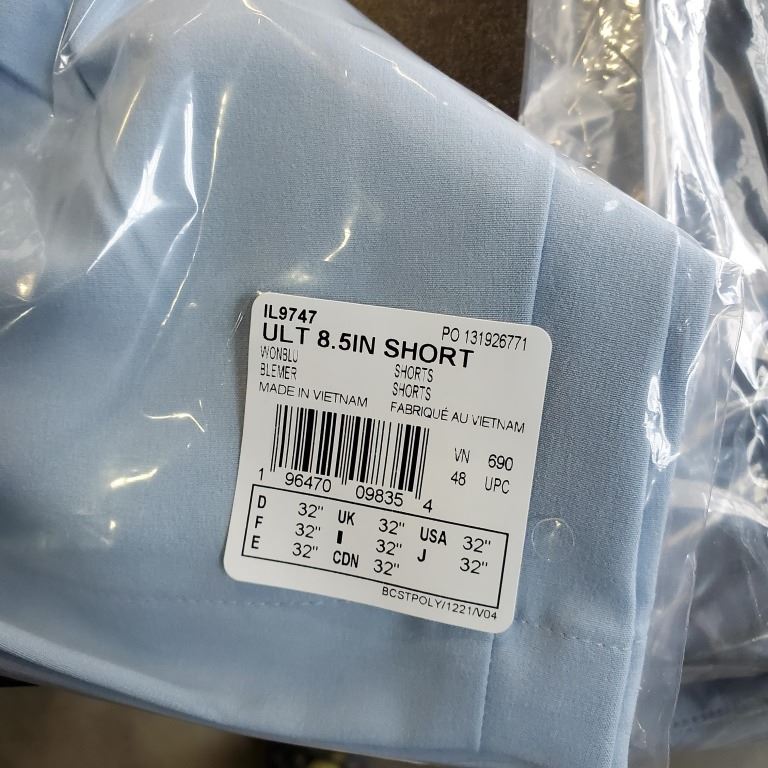 IL9747
PO 131926771
ULT 8.5IN SHORT
WONBLU SHORTS
BLEMER SHORTS
MADE IN VIETNAM FABRIQUÉ AU VIETNAM
VN 690
48 UPC
1 96470 09835 4
D 32" UK 32" USA 32"
F 32" I 32" J 32"
E 32" CDN 32"
BCSTPOLY/1221/V04